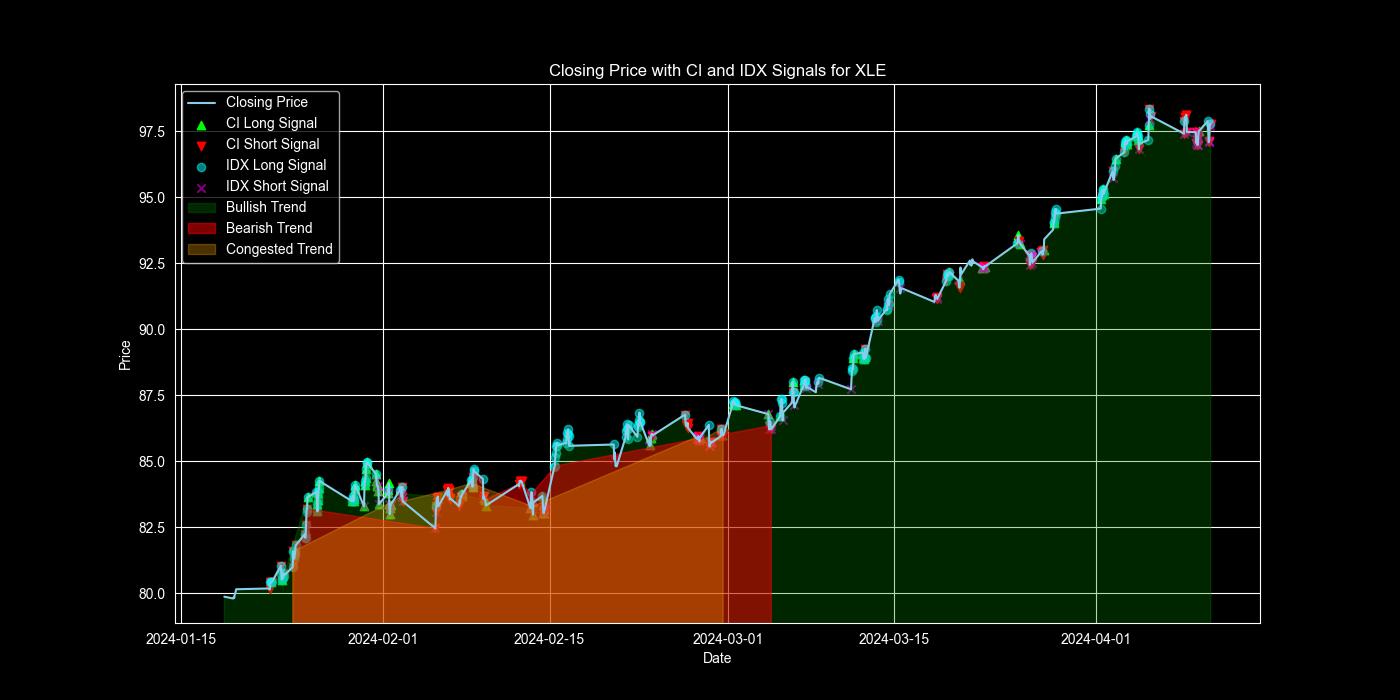 Closing Price with CI and IDX Signals for XLE
Closing Price
CI Long Signal
CI Short Signal
IDX Long Signal
IDX Short Signal
Bullish Trend
Bearish Trend
Congested Trend
97.5
95.0
92.5
90.0
87.5
85.0
82.5
80.0
Price
2024-01-15
2024-02-01
2024-02-15
2024-03-01
2024-03-15
2024-04-01
Date